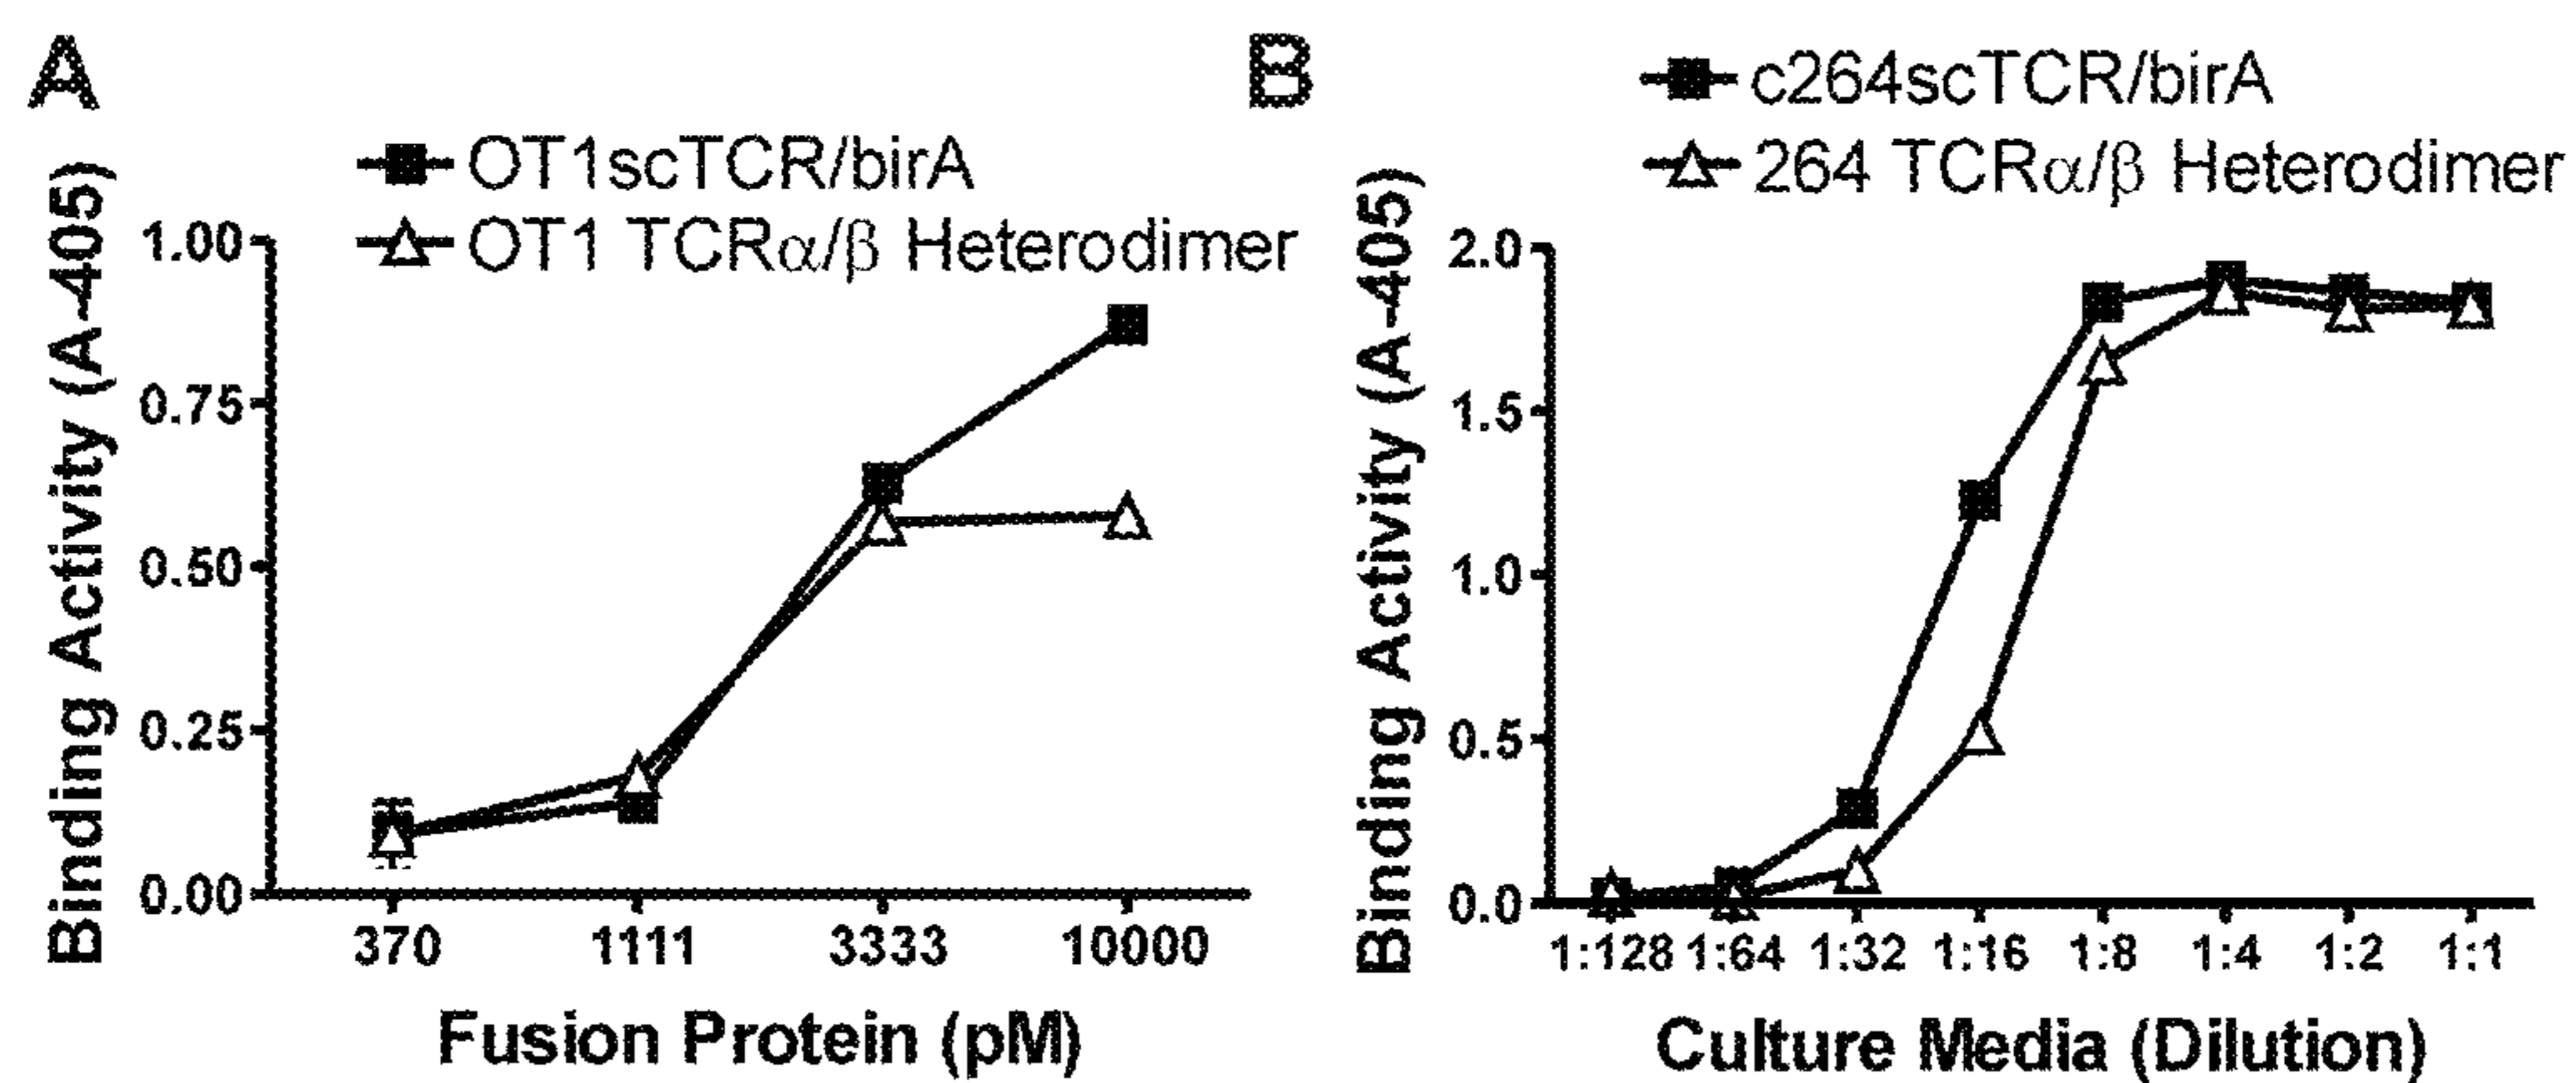 A
OT1scTCR/birA
OT1 TCRα/β Heterodimer
Binding Activity (A-405)
1.00
0.75
0.50
0.25
0.00
370 1111 3333 10000
Fusion Protein (pM)
B
c264scTCR/birA
264 TCRα/β Heterodimer
Binding Activity (A-405)
2.0
1.5
1.0
0.5
0.0
1:128 1:64 1:32 1:16 1:8 1:4 1:2 1:1
Culture Media (Dilution)